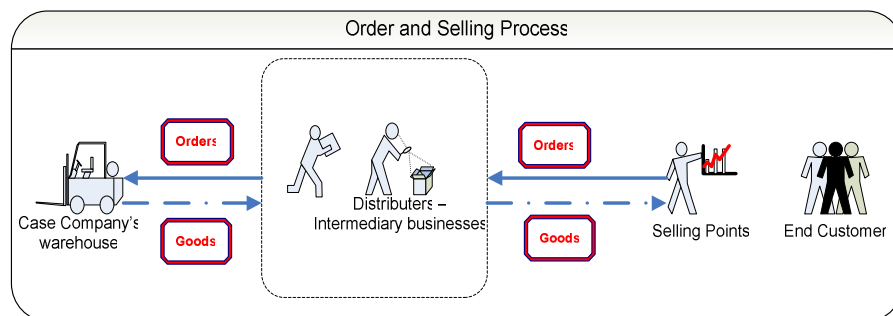 Order and Selling Process
Orders
Orders
Distributers –
Intermediary businesses
Case Company's
warehouse
Goods
Goods
Selling Points
End Customer